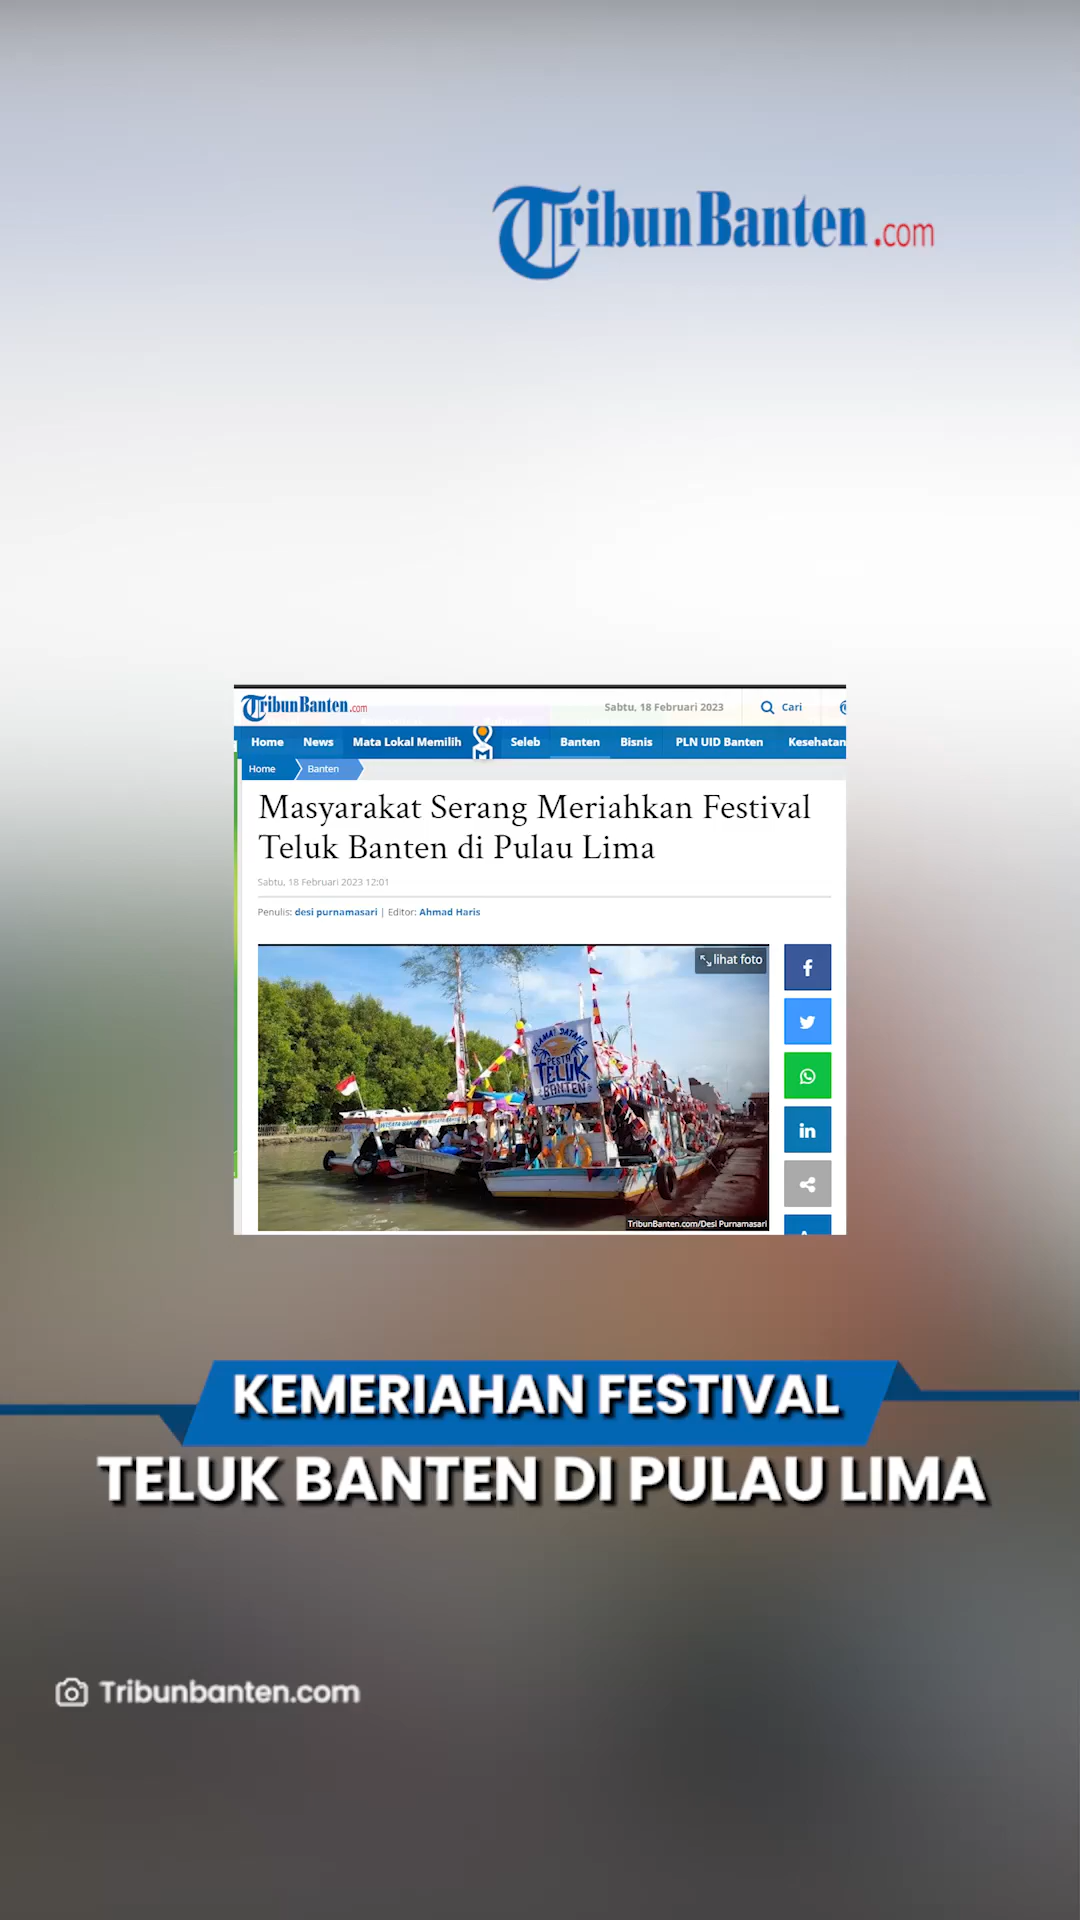 TribunBanten.com
TribunBanten.com
Sabtu, 18 Februari 2023
Cari
Home News Mata Lokal Memilih Seleb Banten Bisnis PLN UID Banten Kesehatan
Home Banten
Masyarakat Serang Meriahkan Festival
Teluk Banten di Pulau Lima
Sabtu, 18 Februari 2023 12:01
Penulis: desi purnamasari | Editor: Ahmad Haris
lihat foto
SELAMAT DATANG
PESTA
TELUK
BANTEN
TribunBanten.com/Desi Purnamasari
KEMERIAHAN FESTIVAL
TELUK BANTEN DI PULAU LIMA
Tribunbanten.com